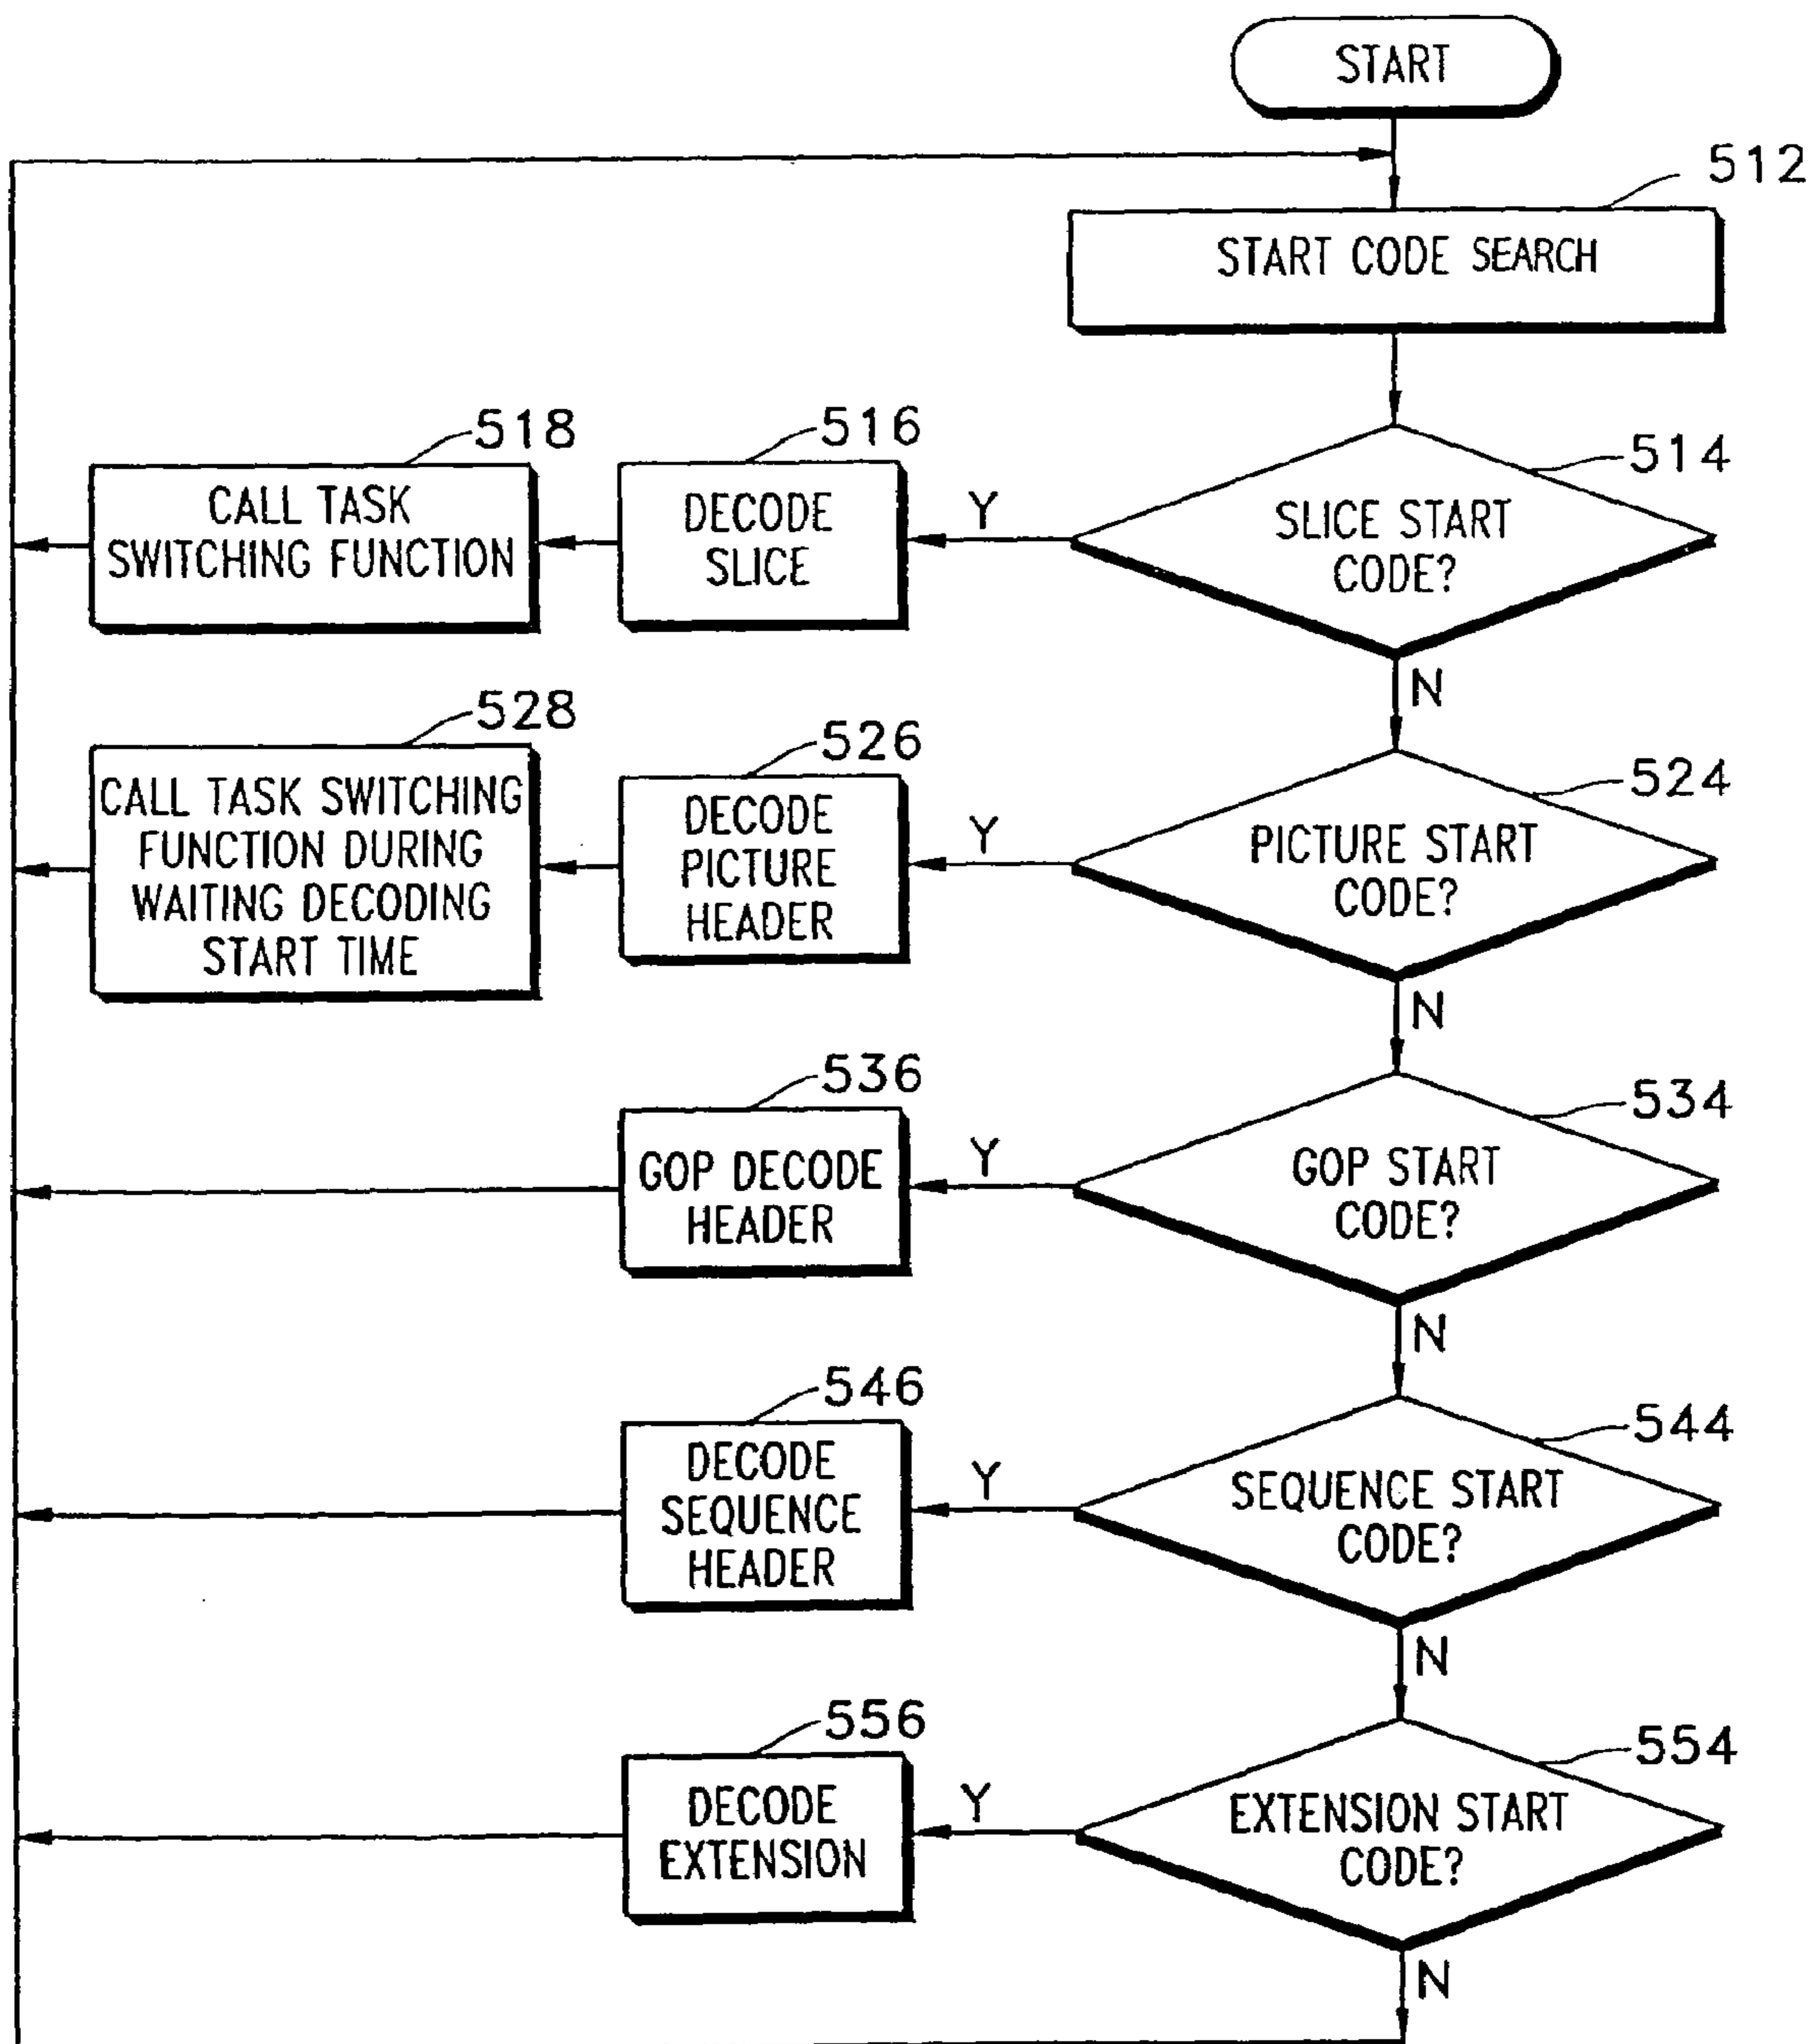 START
512
START CODE SEARCH
518
516
514
CALL TASK
SWITCHING FUNCTION
DECODE
SLICE
Y
SLICE START
CODE?
N
528
526
524
CALL TASK SWITCHING
FUNCTION DURING
WAITING DECODING
START TIME
DECODE
PICTURE
HEADER
Y
PICTURE START
CODE?
N
536
534
GOP DECODE
HEADER
Y
GOP START
CODE?
N
546
544
DECODE
SEQUENCE
HEADER
Y
SEQUENCE START
CODE?
N
556
554
DECODE
EXTENSION
Y
EXTENSION START
CODE?
N